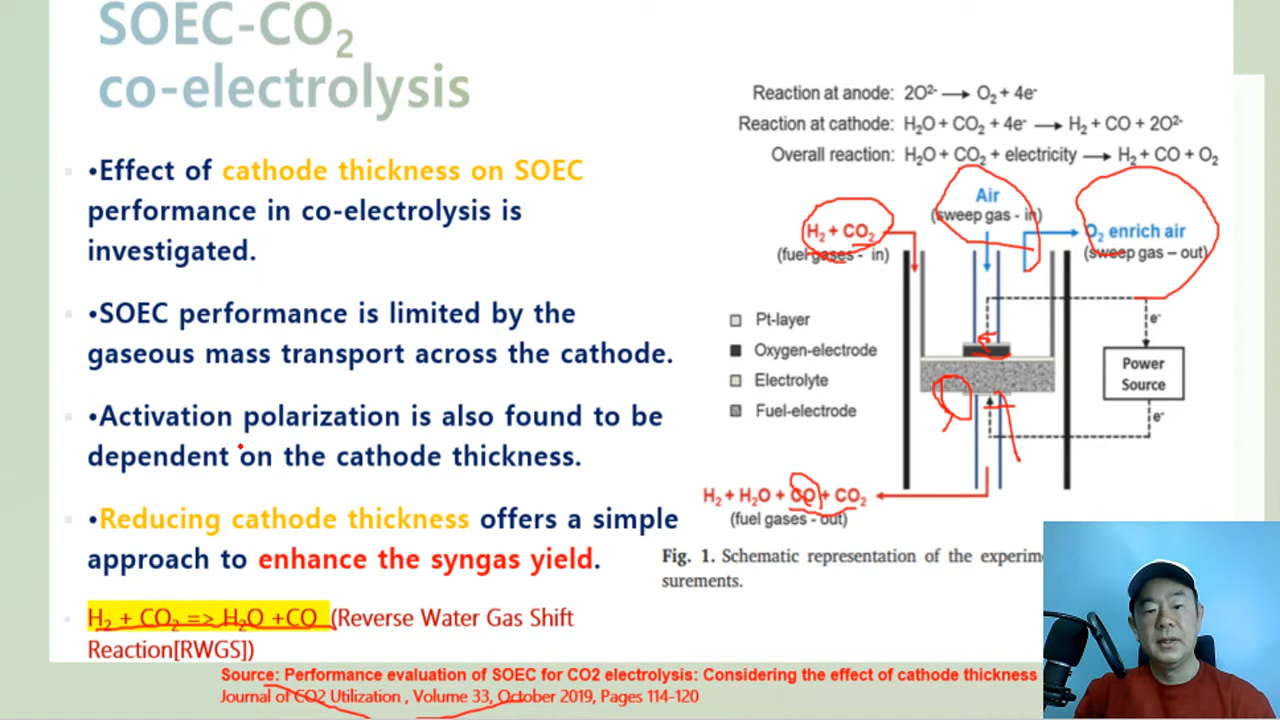 SOEC-CO2
co-electrolysis
•Effect of cathode thickness on SOEC
performance in co-electrolysis is
investigated.
•SOEC performance is limited by the
gaseous mass transport across the cathode.
•Activation polarization is also found to be
dependent on the cathode thickness.
•Reducing cathode thickness offers a simple
approach to enhance the syngas yield.
H2 + CO2 => H2O +CO (Reverse Water Gas Shift
Reaction[RWGS])
Reaction at anode: 2O2- → O2 + 4e-
Reaction at cathode: H2O + CO2 + 4e- → H2 + CO + 2O2-
Overall reaction: H2O + CO2 + electricity → H2 + CO + O2
Air
(sweep gas - in)
H2 + CO2
(fuel gases - in)
O2 enrich air
(sweep gas – out)
Pt-layer
Oxygen-electrode
Electrolyte
Fuel-electrode
e-
Power
Source
e-
H2 + H2O + CO + CO2
(fuel gases - out)
Fig. 1. Schematic representation of the
surements.
Source: Performance evaluation of SOEC for CO2 electrolysis: Considering the effect of cathode thickness
Journal of CO2 Utilization , Volume 33, October 2019, Pages 114-120